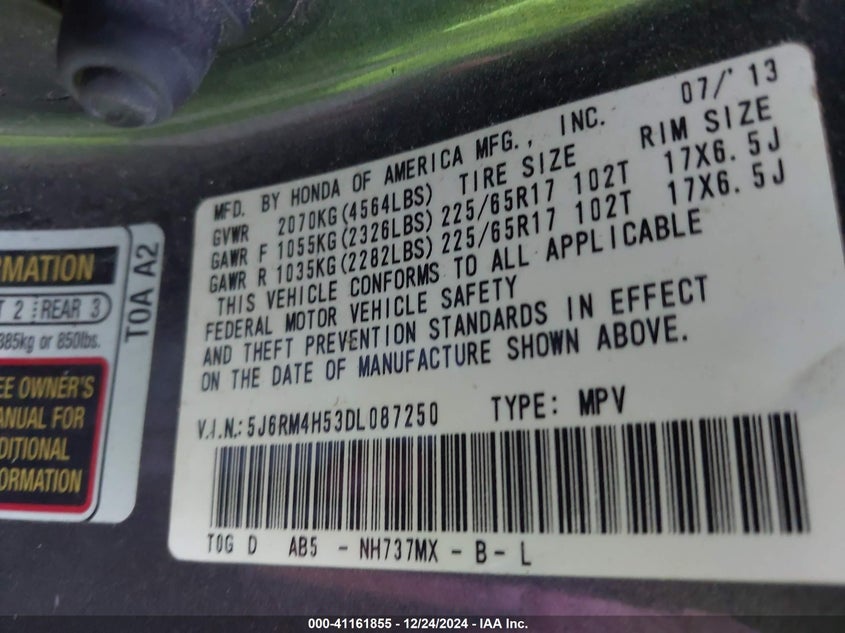 MFD. BY HONDA OF AMERICA MFG., INC. 07/'13
GVWR 2070KG(4564LBS) TIRE SIZE RIM SIZE
GAWR F 1055KG(2326LBS) 225/65R17 102T 17X6.5J
GAWR R 1035KG(2282LBS) 225/65R17 102T 17X6.5J
THIS VEHICLE CONFORMS TO ALL APPLICABLE
FEDERAL MOTOR VEHICLE SAFETY
AND THEFT PREVENTION STANDARDS IN EFFECT
ON THE DATE OF MANUFACTURE SHOWN ABOVE.
V.I.N.: 5J6RM4H53DL087250 TYPE: MPV
T0G D AB5 - NH737MX - B - L
RMATION
T 2 REAR 3
385kg or 850lbs.
EE OWNER'S
ANUAL FOR
DDITIONAL
FORMATION
T0A A2
000-41161855 - 12/24/2024 - IAA Inc.